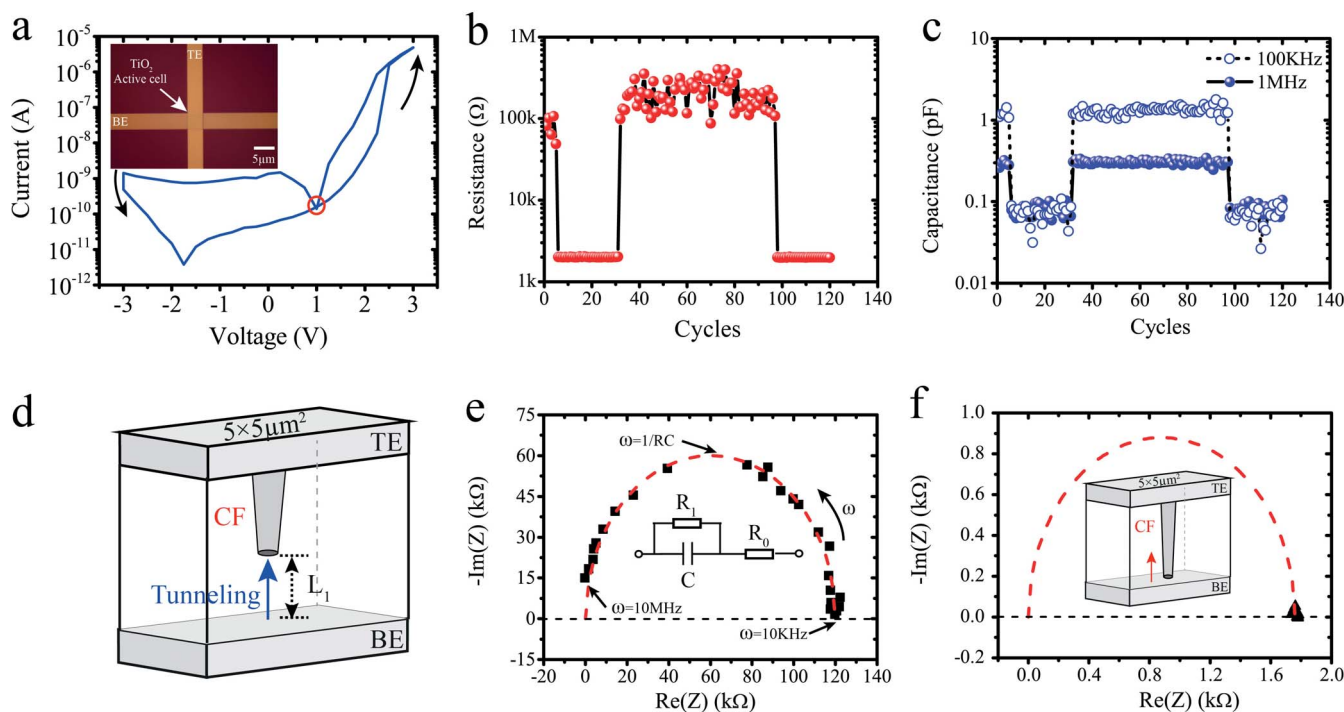 a
Current (A)
10⁻⁵
10⁻⁶
10⁻⁷
10⁻⁸
10⁻⁹
10⁻¹⁰
10⁻¹¹
10⁻¹²
TiO₂
Active cell
TE
BE
5μm
-3 -2 -1 0 1 2 3
Voltage (V)
b
Resistance (Ω)
1M
100k
10k
1k
0 20 40 60 80 100 120 140
Cycles
c
Capacitance (pF)
10
1
0.1
0.01
100KHz
1MHz
0 20 40 60 80 100 120 140
Cycles
d
5×5μm²
TE
CF
Tunneling
L₁
BE
e
-Im(Z) (kΩ)
75
60
45
30
15
0
-15
ω=1/RC
ω
R₁
R₀
C
ω=10MHz
ω=10KHz
-20 0 20 40 60 80 100 120 140
Re(Z) (kΩ)
f
-Im(Z) (kΩ)
1.0
0.8
0.6
0.4
0.2
0.0
-0.2
5×5μm²
TE
CF
BE
0.0 0.4 0.8 1.2 1.6 2.0
Re(Z) (kΩ)